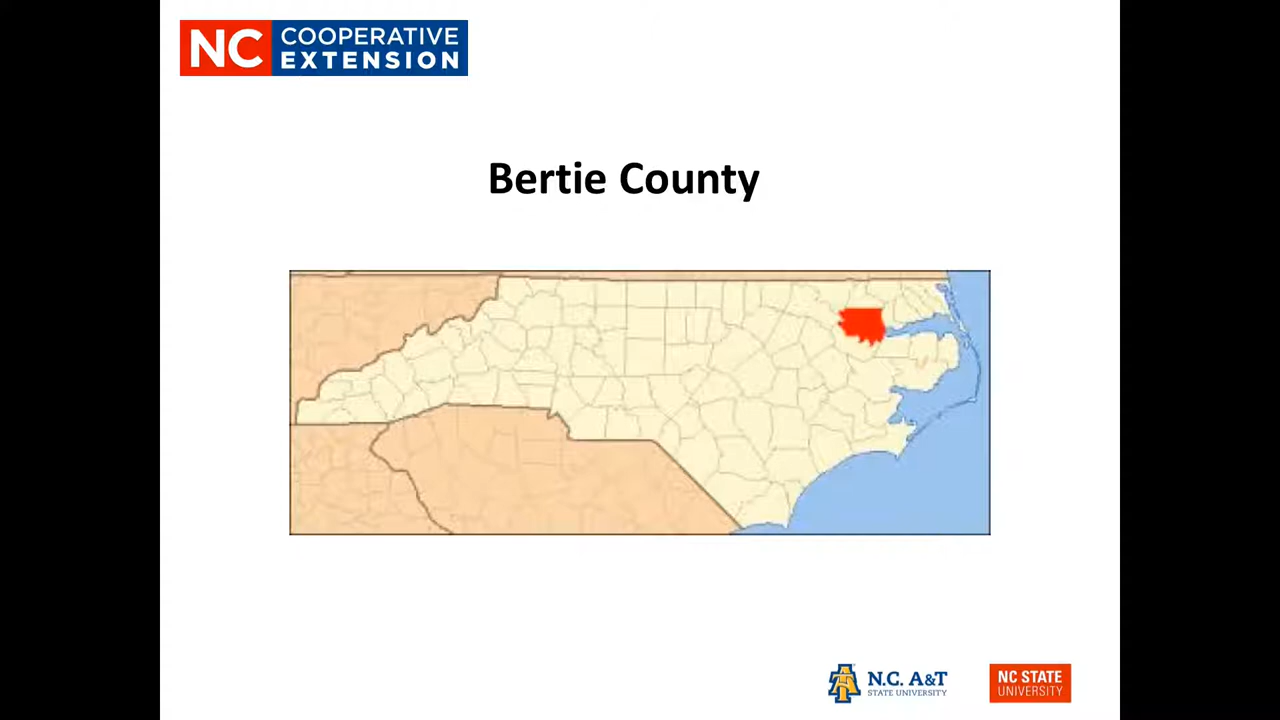 NC COOPERATIVE
EXTENSION
Bertie County
N.C. A&T
STATE UNIVERSITY
NC STATE
UNIVERSITY